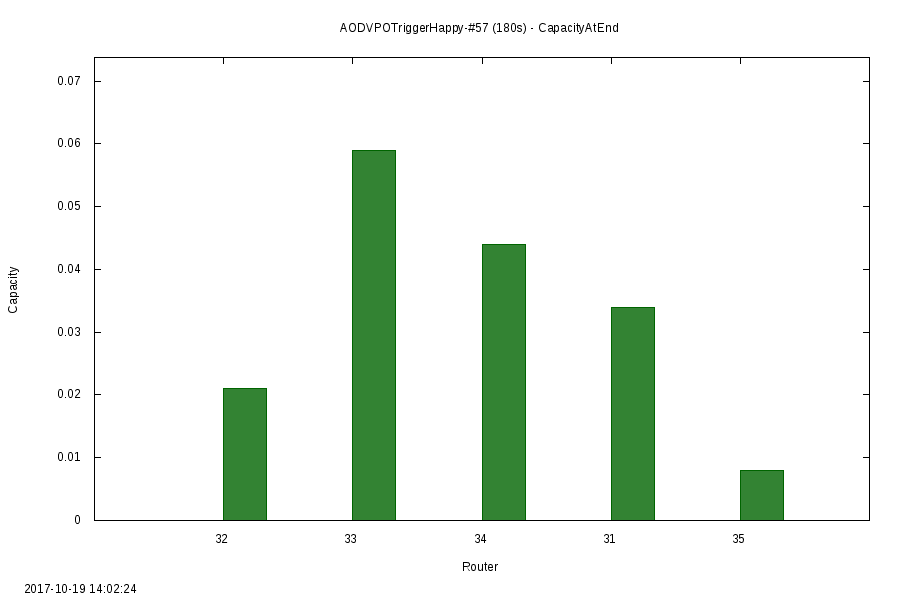 AODVPOTriggerHappy-#57 (180s) - CapacityAtEnd
0.07
0.06
0.05
0.04
0.03
0.02
0.01
0
Capacity
32 33 34 31 35
Router
2017-10-19 14:02:24